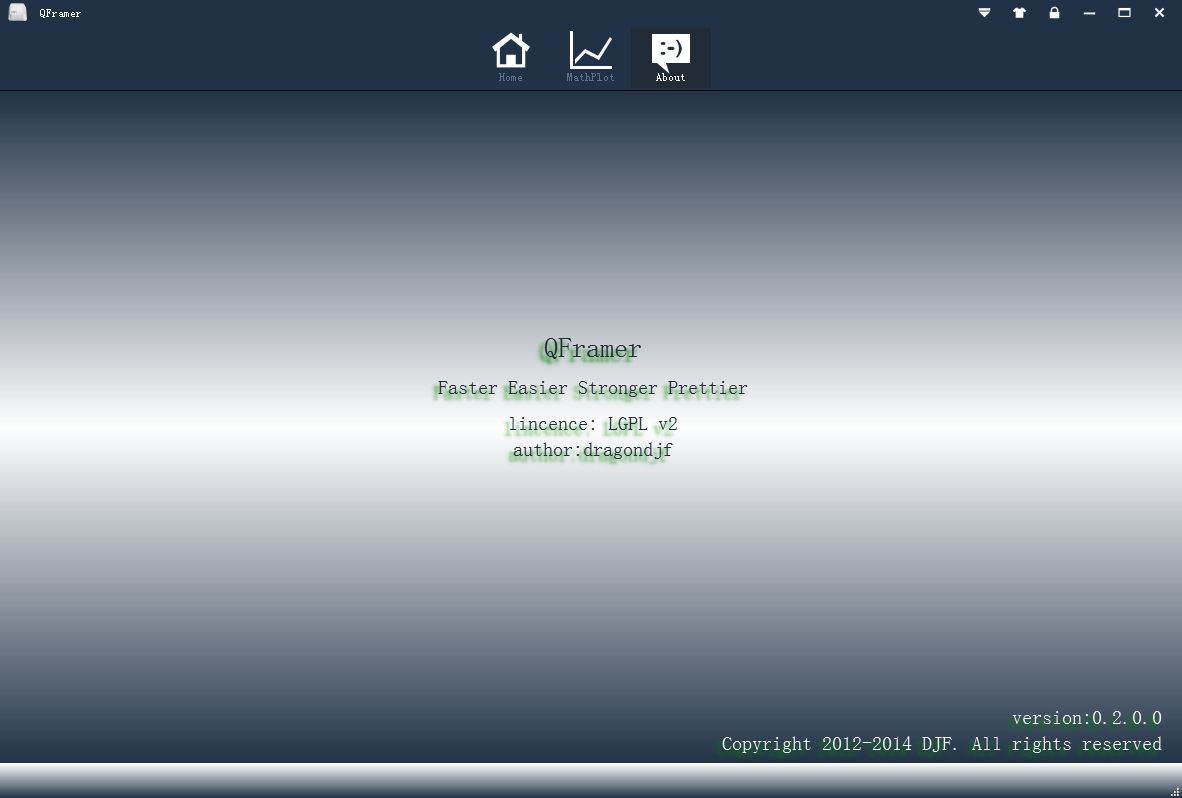 QFramer
Home MathPlot About
:-)
QFramer
Faster Easier Stronger Prettier
lincence: LGPL v2
author:dragondjf
version:0.2.0.0
Copyright 2012-2014 DJF. All rights reserved